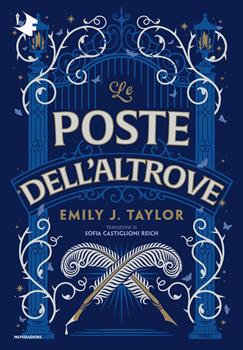 Le
POSTE
DELL'ALTROVE
EMILY J. TAYLOR
TRADUZIONE DI
SOFIA CASTIGLIONI REICH
MONDADORI